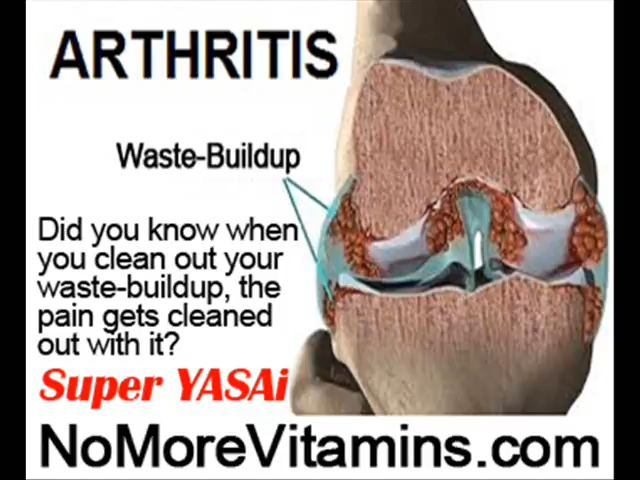 ARTHRITIS
Waste-Buildup
Did you know when
you clean out your
waste-buildup, the
pain gets cleaned
out with it?
Super YASAi
NoMoreVitamins.com